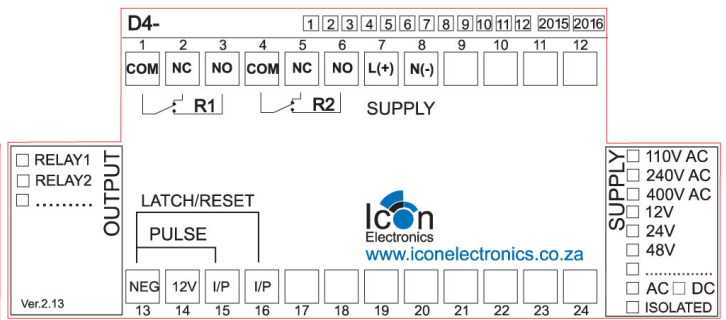 D4- 1 2 3 4 5 6 7 8 9 10 11 12 2015 2016
1 2 3 4 5 6 7 8 9 10 11 12
COM NC NO COM NC NO L(+) N(-)
R1 R2 SUPPLY
OUTPUT
RELAY1
RELAY2
.........
LATCH/RESET
PULSE
Icon
Electronics
www.iconelectronics.co.za
SUPPLY
110V AC
240V AC
400V AC
12V
24V
48V
...............
AC DC
ISOLATED
NEG 12V I/P I/P
13 14 15 16 17 18 19 20 21 22 23 24
Ver.2.13